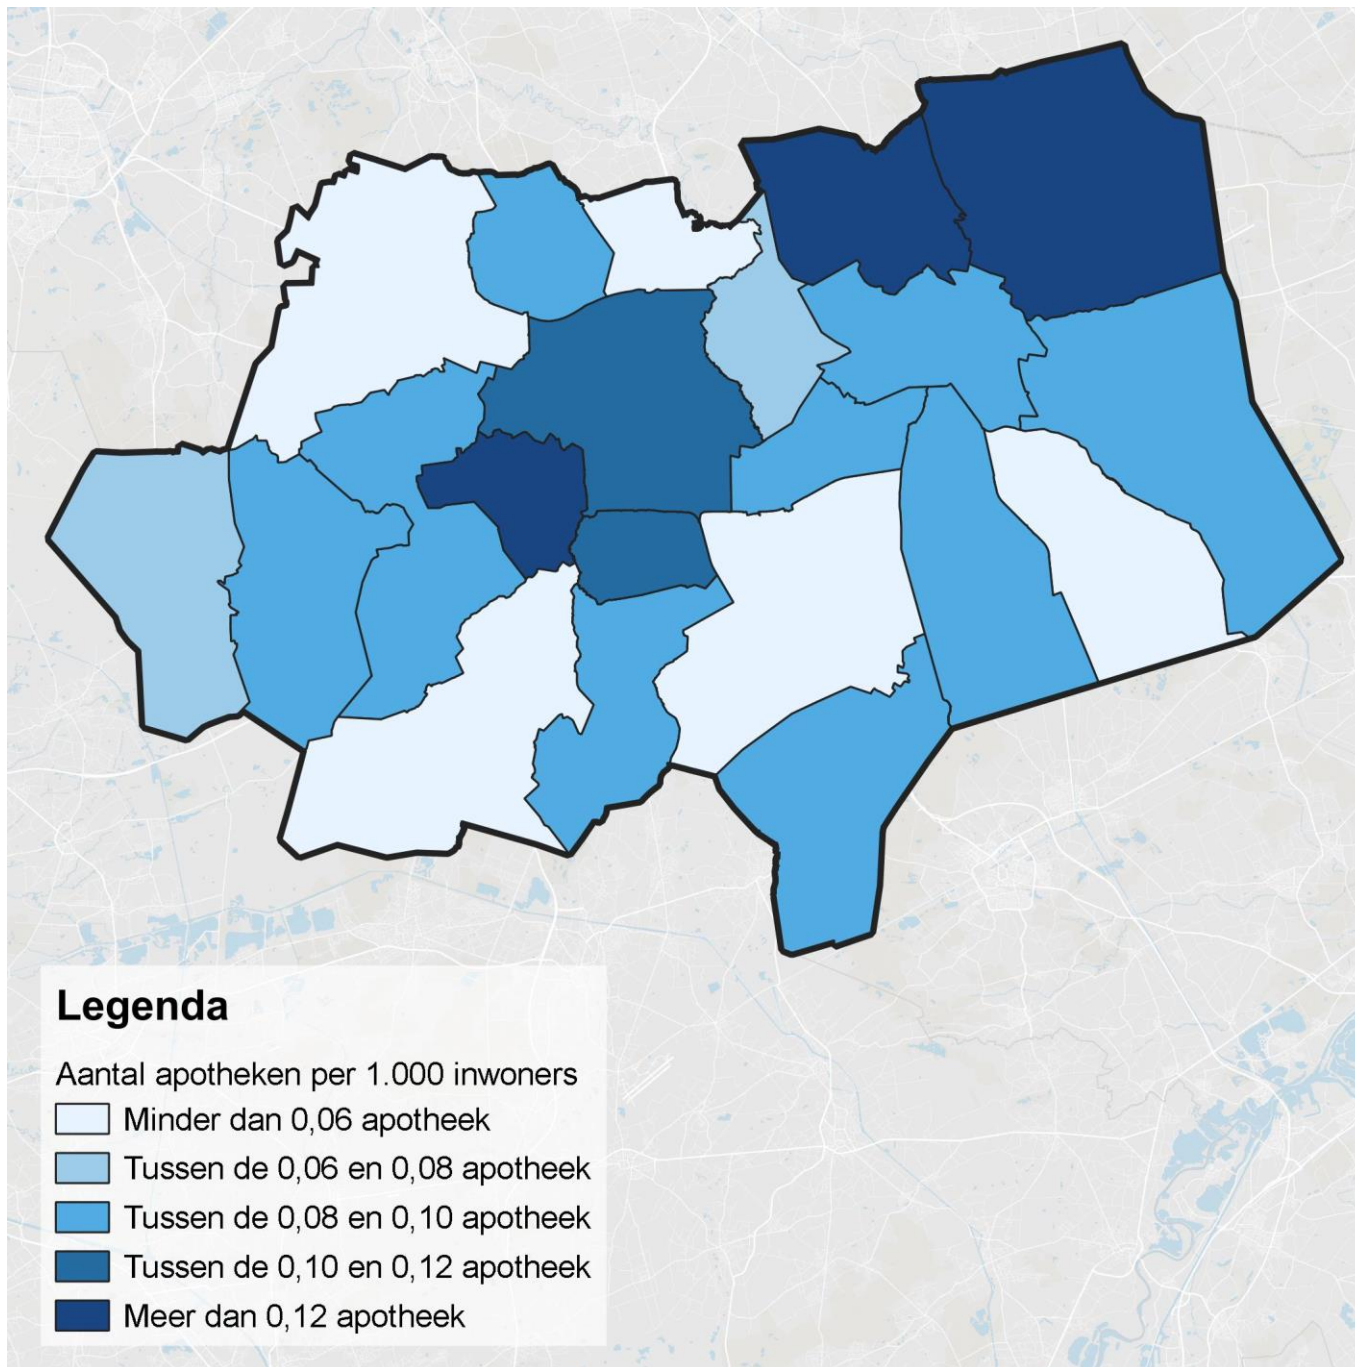 Legenda
Aantal apotheken per 1.000 inwoners
Minder dan 0,06 apotheek
Tussen de 0,06 en 0,08 apotheek
Tussen de 0,08 en 0,10 apotheek
Tussen de 0,10 en 0,12 apotheek
Meer dan 0,12 apotheek